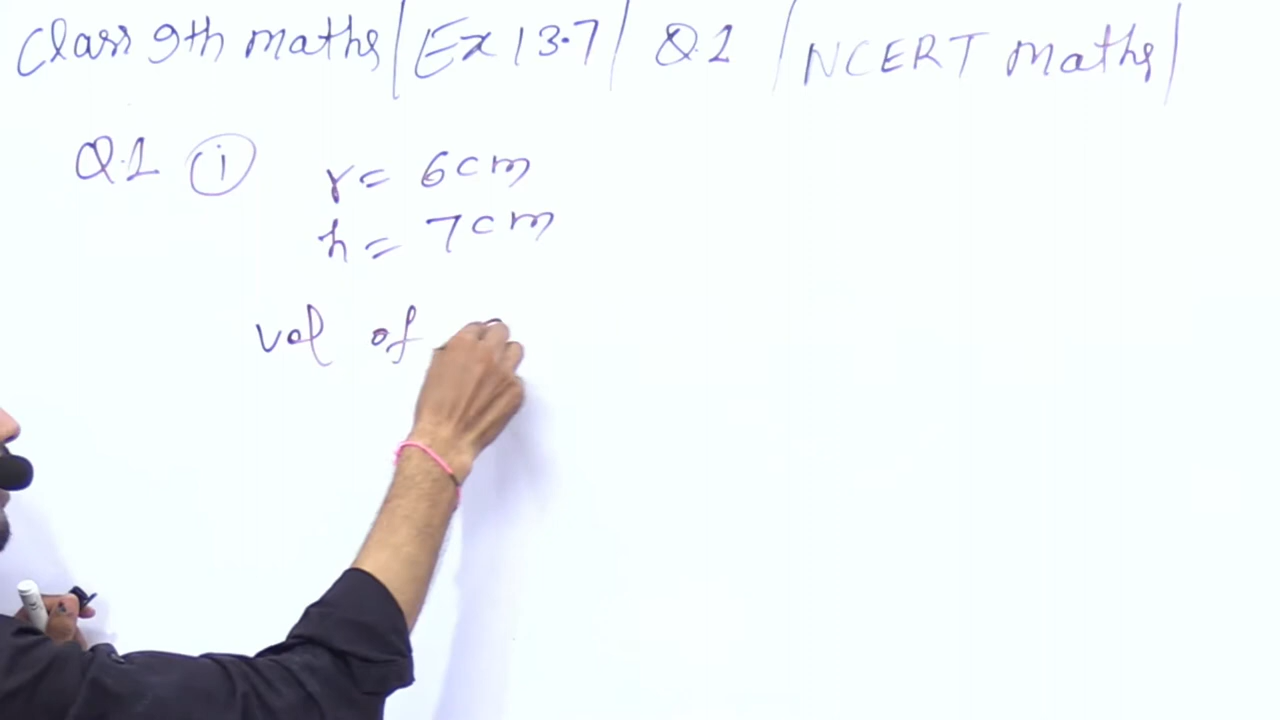 Class 9th maths | Ex 13.7 | Q.1 | NCERT maths |
Q.1 (i) r = 6cm
h = 7cm
vol of